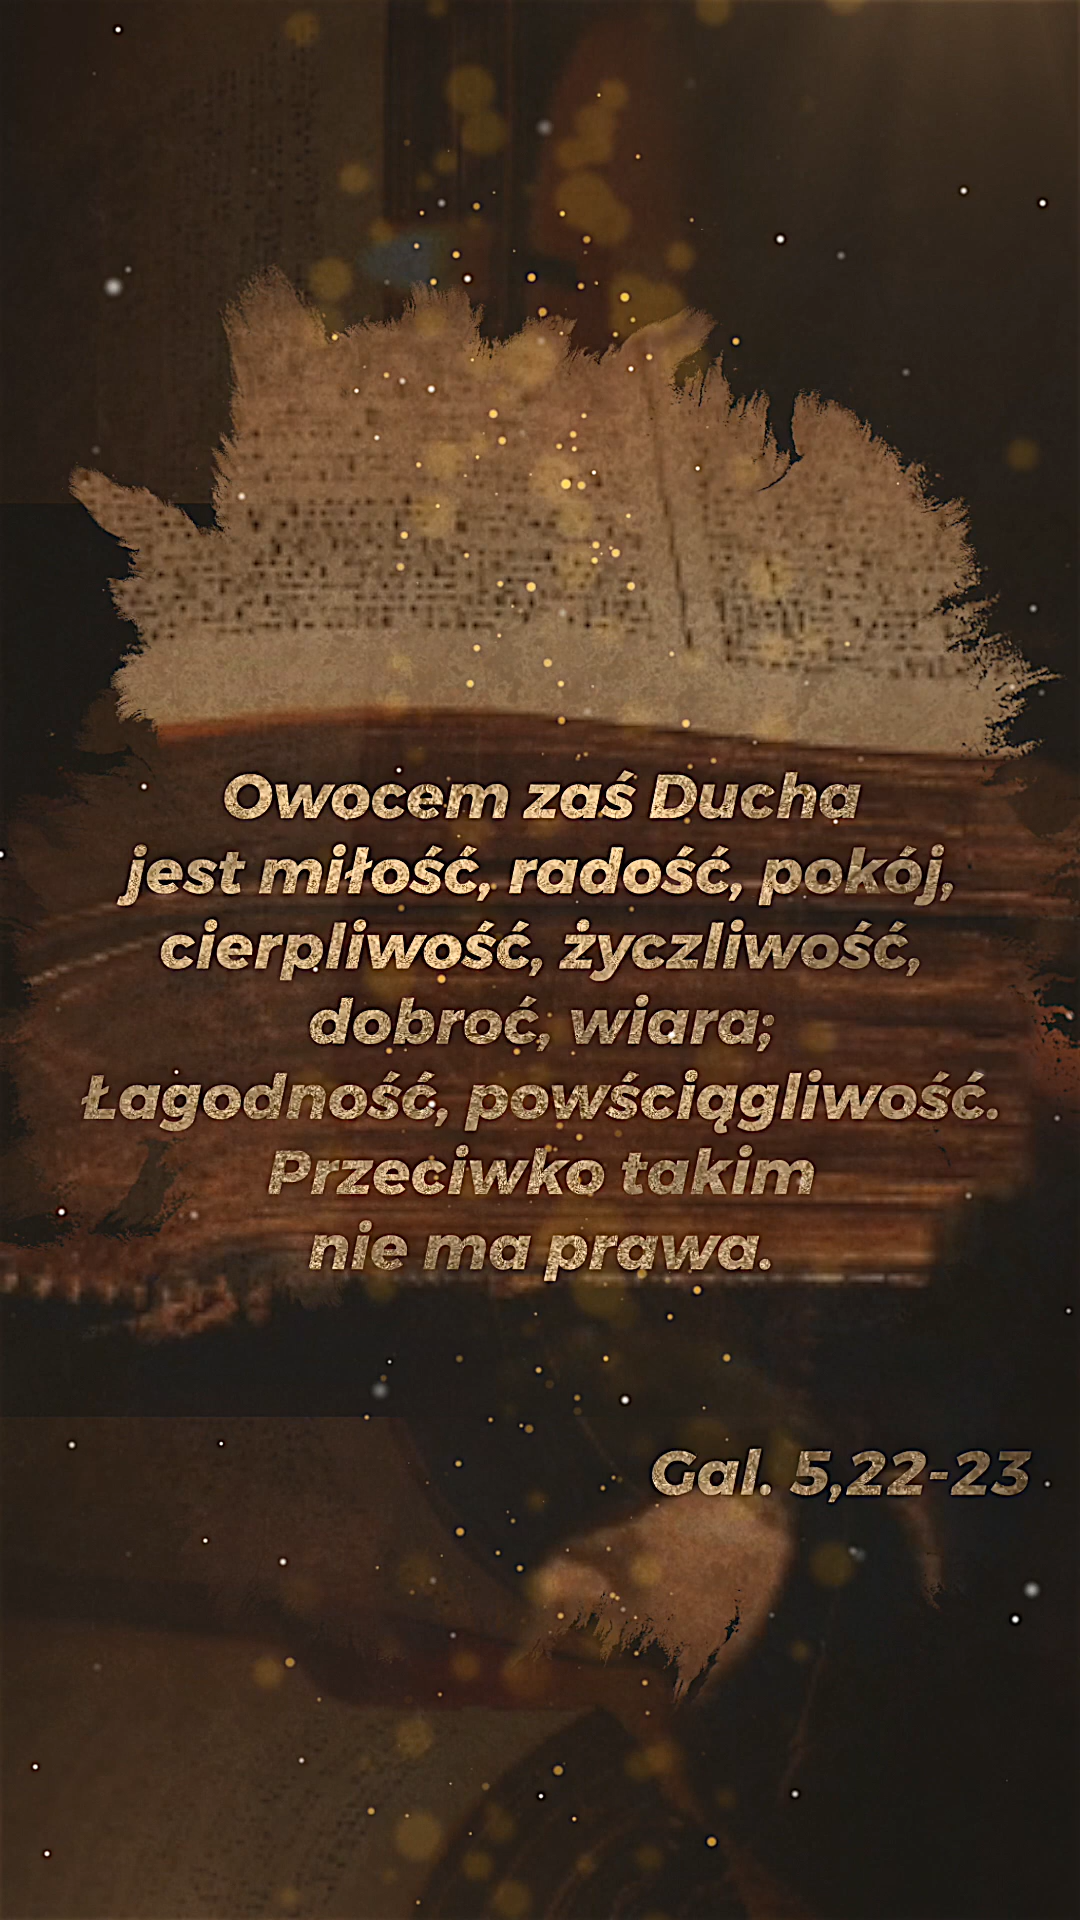 Owocem zaś Ducha
jest miłość, radość, pokój,
cierpliwość, życzliwość,
dobroć, wiara;
Łagodność, powściągliwość.
Przeciwko takim
nie ma prawa.
Gal. 5,22-23